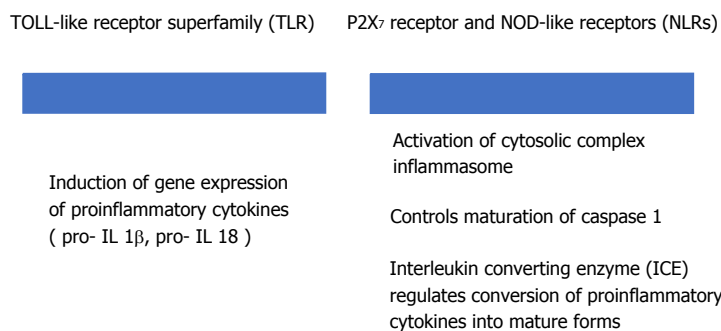 TOLL-like receptor superfamily (TLR)
P2X₇ receptor and NOD-like receptors (NLRs)
Induction of gene expression
of proinflammatory cytokines
( pro- IL 1β, pro- IL 18 )
Activation of cytosolic complex
inflammasome
Controls maturation of caspase 1
Interleukin converting enzyme (ICE)
regulates conversion of proinflammatory
cytokines into mature forms